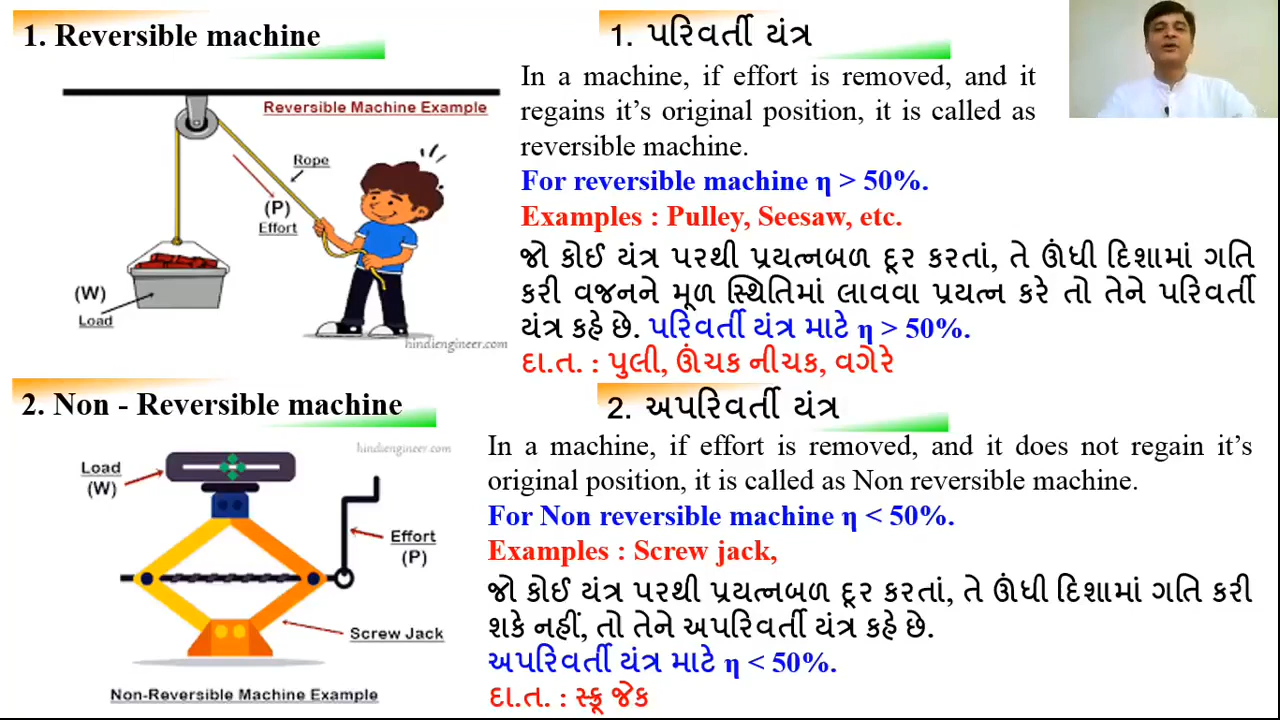 1. Reversible machine
1. પરિવર્તી યંત્ર
Reversible Machine Example
Rope
(P)
Effort
(W)
Load
hindiengineer.com
In a machine, if effort is removed, and it
regains it’s original position, it is called as
reversible machine.
For reversible machine η > 50%.
Examples : Pulley, Seesaw, etc.
જો કોઈ યંત્ર પરથી પ્રયત્નબળ દૂર કરતાં, તે ઊંધી દિશામાં ગતિ
કરી વજનને મૂળ સ્થિતિમાં લાવવા પ્રયત્ન કરે તો તેને પરિવર્તી
યંત્ર કહે છે. પરિવર્તી યંત્ર માટે η > 50%.
દા.ત. : પુલી, ઊંચક નીચક, વગેરે
2. Non - Reversible machine
2. અપરિવર્તી યંત્ર
hindiengineer.com
Load
(W)
Effort
(P)
Screw Jack
Non-Reversible Machine Example
In a machine, if effort is removed, and it does not regain it’s
original position, it is called as Non reversible machine.
For Non reversible machine η < 50%.
Examples : Screw jack,
જો કોઈ યંત્ર પરથી પ્રયત્નબળ દૂર કરતાં, તે ઊંધી દિશામાં ગતિ કરી
શકે નહીં, તો તેને અપરિવર્તી યંત્ર કહે છે.
અપરિવર્તી યંત્ર માટે η < 50%.
દા.ત. : સ્ક્રૂ જેક